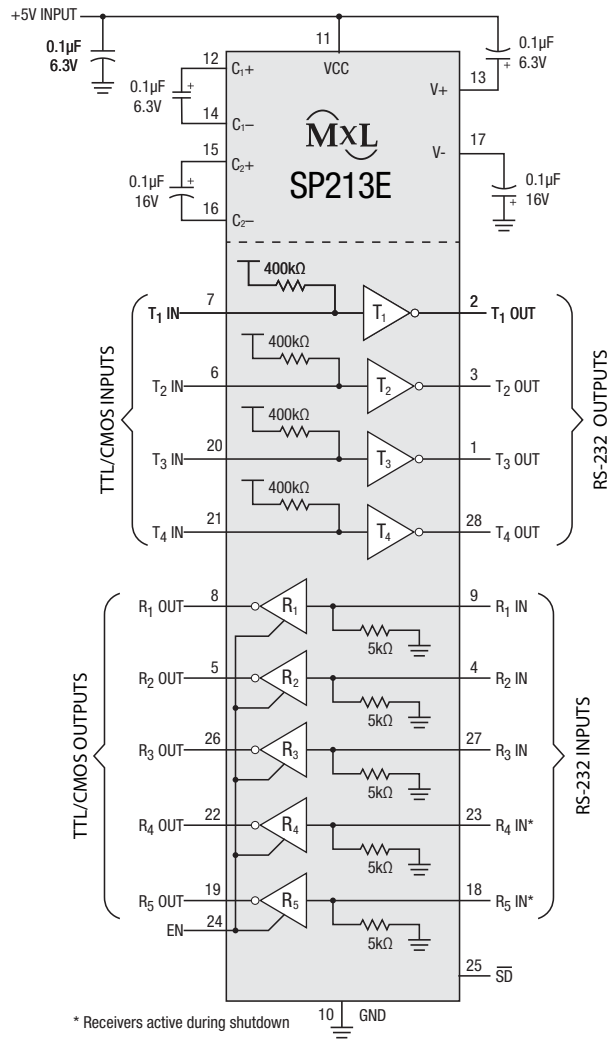 +5V INPUT
0.1µF
6.3V
11
VCC
0.1µF
6.3V
12
C1+
0.1µF
6.3V
14
C1–
13
V+
15
C2+
0.1µF
16V
16
C2–
17
V-
0.1µF
16V
MXL
SP213E
400kΩ
T1 IN
7
T1
2
T1 OUT
400kΩ
T2 IN
6
T2
3
T2 OUT
400kΩ
T3 IN
20
T3
1
T3 OUT
400kΩ
T4 IN
21
T4
28
T4 OUT
TTL/CMOS INPUTS
RS-232 OUTPUTS
R1 OUT
8
R1
9
R1 IN
5kΩ
R2 OUT
5
R2
4
R2 IN
5kΩ
R3 OUT
26
R3
27
R3 IN
5kΩ
R4 OUT
22
R4
23
R4 IN*
5kΩ
R5 OUT
19
R5
18
R5 IN*
5kΩ
EN
24
TTL/CMOS OUTPUTS
RS-232 INPUTS
25
SD
10
GND
* Receivers active during shutdown